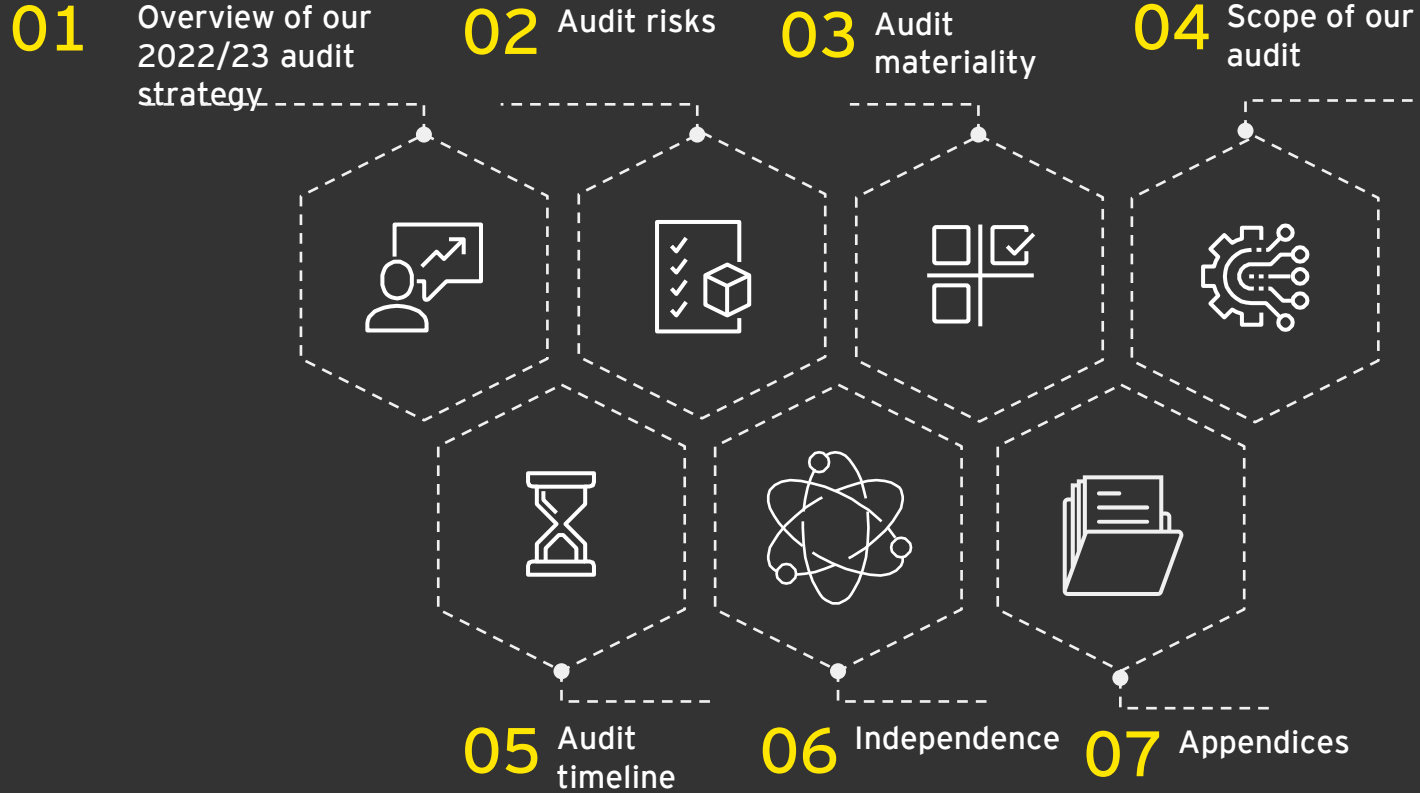 01
Overview of our
2022/23 audit
strategy
02
Audit risks
03
Audit
materiality
04
Scope of our
audit
05
Audit
timeline
06
Independence
07
Appendices